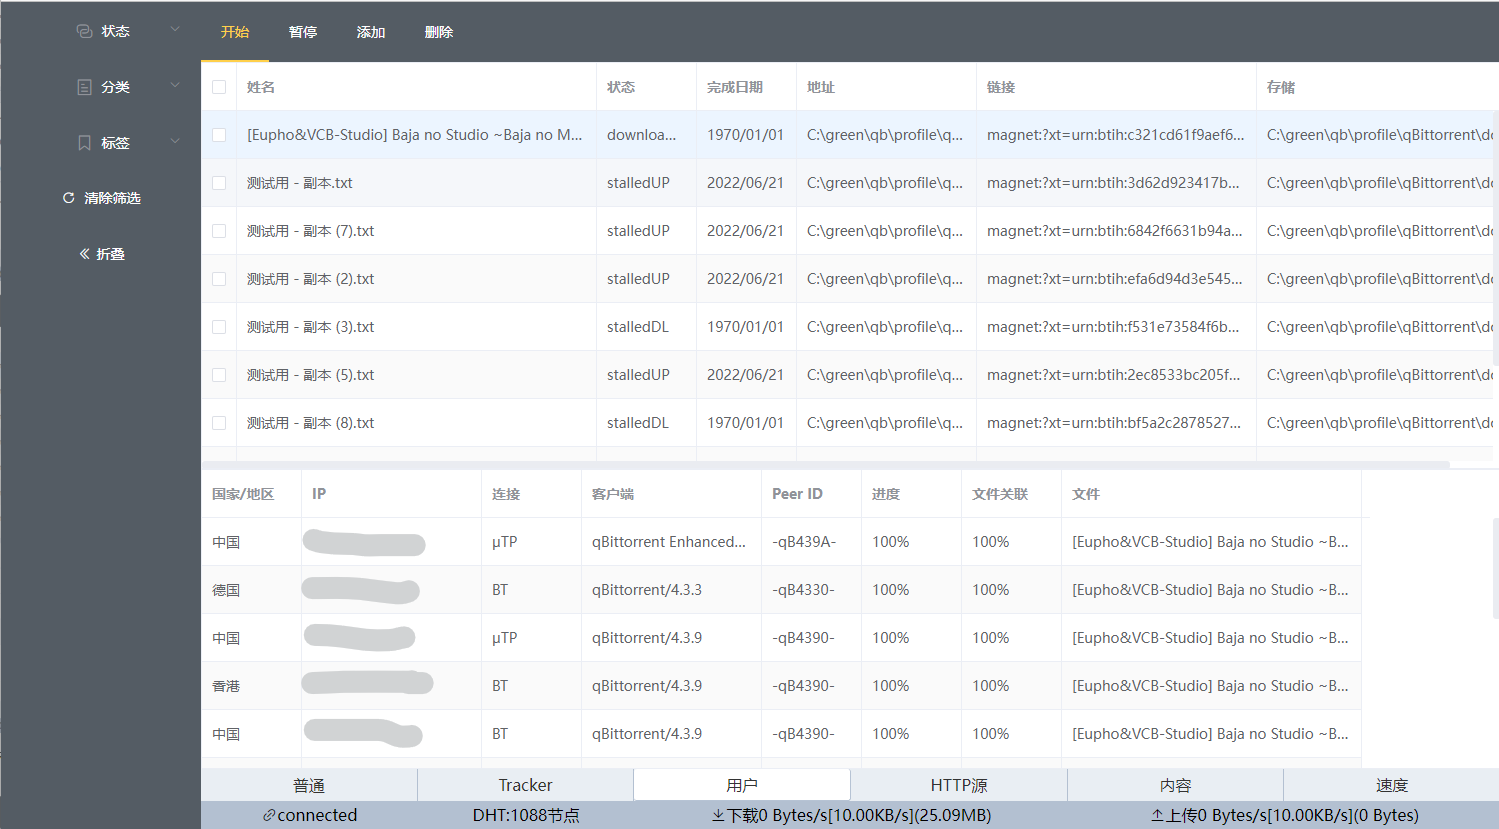 状态
分类
标签
清除筛选
折叠
开始 暂停 添加 删除
姓名 状态 完成日期 地址 链接 存储
[Eupho&VCB-Studio] Baja no Studio ~Baja no M... downloa... 1970/01/01 C:\green\qb\profile\q... magnet:?xt=urn:btih:c321cd61f9aef6... C:\green\qb\profile\qBittorrent\do
测试用 - 副本.txt stalledUP 2022/06/21 C:\green\qb\profile\q... magnet:?xt=urn:btih:3d62d923417b... C:\green\qb\profile\qBittorrent\do
测试用 - 副本 (7).txt stalledUP 2022/06/21 C:\green\qb\profile\q... magnet:?xt=urn:btih:6842f6631b94a... C:\green\qb\profile\qBittorrent\do
测试用 - 副本 (2).txt stalledUP 2022/06/21 C:\green\qb\profile\q... magnet:?xt=urn:btih:efa6d94d3e545... C:\green\qb\profile\qBittorrent\do
测试用 - 副本 (3).txt stalledDL 1970/01/01 C:\green\qb\profile\q... magnet:?xt=urn:btih:f531e73584f6b... C:\green\qb\profile\qBittorrent\do
测试用 - 副本 (5).txt stalledUP 2022/06/21 C:\green\qb\profile\q... magnet:?xt=urn:btih:2ec8533bc205f... C:\green\qb\profile\qBittorrent\do
测试用 - 副本 (8).txt stalledDL 1970/01/01 C:\green\qb\profile\q... magnet:?xt=urn:btih:bf5a2c2878527... C:\green\qb\profile\qBittorrent\do
国家/地区 IP 连接 客户端 Peer ID 进度 文件关联 文件
中国 μTP qBittorrent Enhanced... -qB439A- 100% 100% [Eupho&VCB-Studio] Baja no Studio ~B...
德国 BT qBittorrent/4.3.3 -qB4330- 100% 100% [Eupho&VCB-Studio] Baja no Studio ~B...
中国 μTP qBittorrent/4.3.9 -qB4390- 100% 100% [Eupho&VCB-Studio] Baja no Studio ~B...
香港 BT qBittorrent/4.3.9 -qB4390- 100% 100% [Eupho&VCB-Studio] Baja no Studio ~B...
中国 BT qBittorrent/4.3.9 -qB4390- 100% 100% [Eupho&VCB-Studio] Baja no Studio ~B...
普通 Tracker 用户 HTTP源 内容 速度
connected DHT:1088节点 下载0 Bytes/s[10.00KB/s](25.09MB) 上传0 Bytes/s[10.00KB/s](0 Bytes)